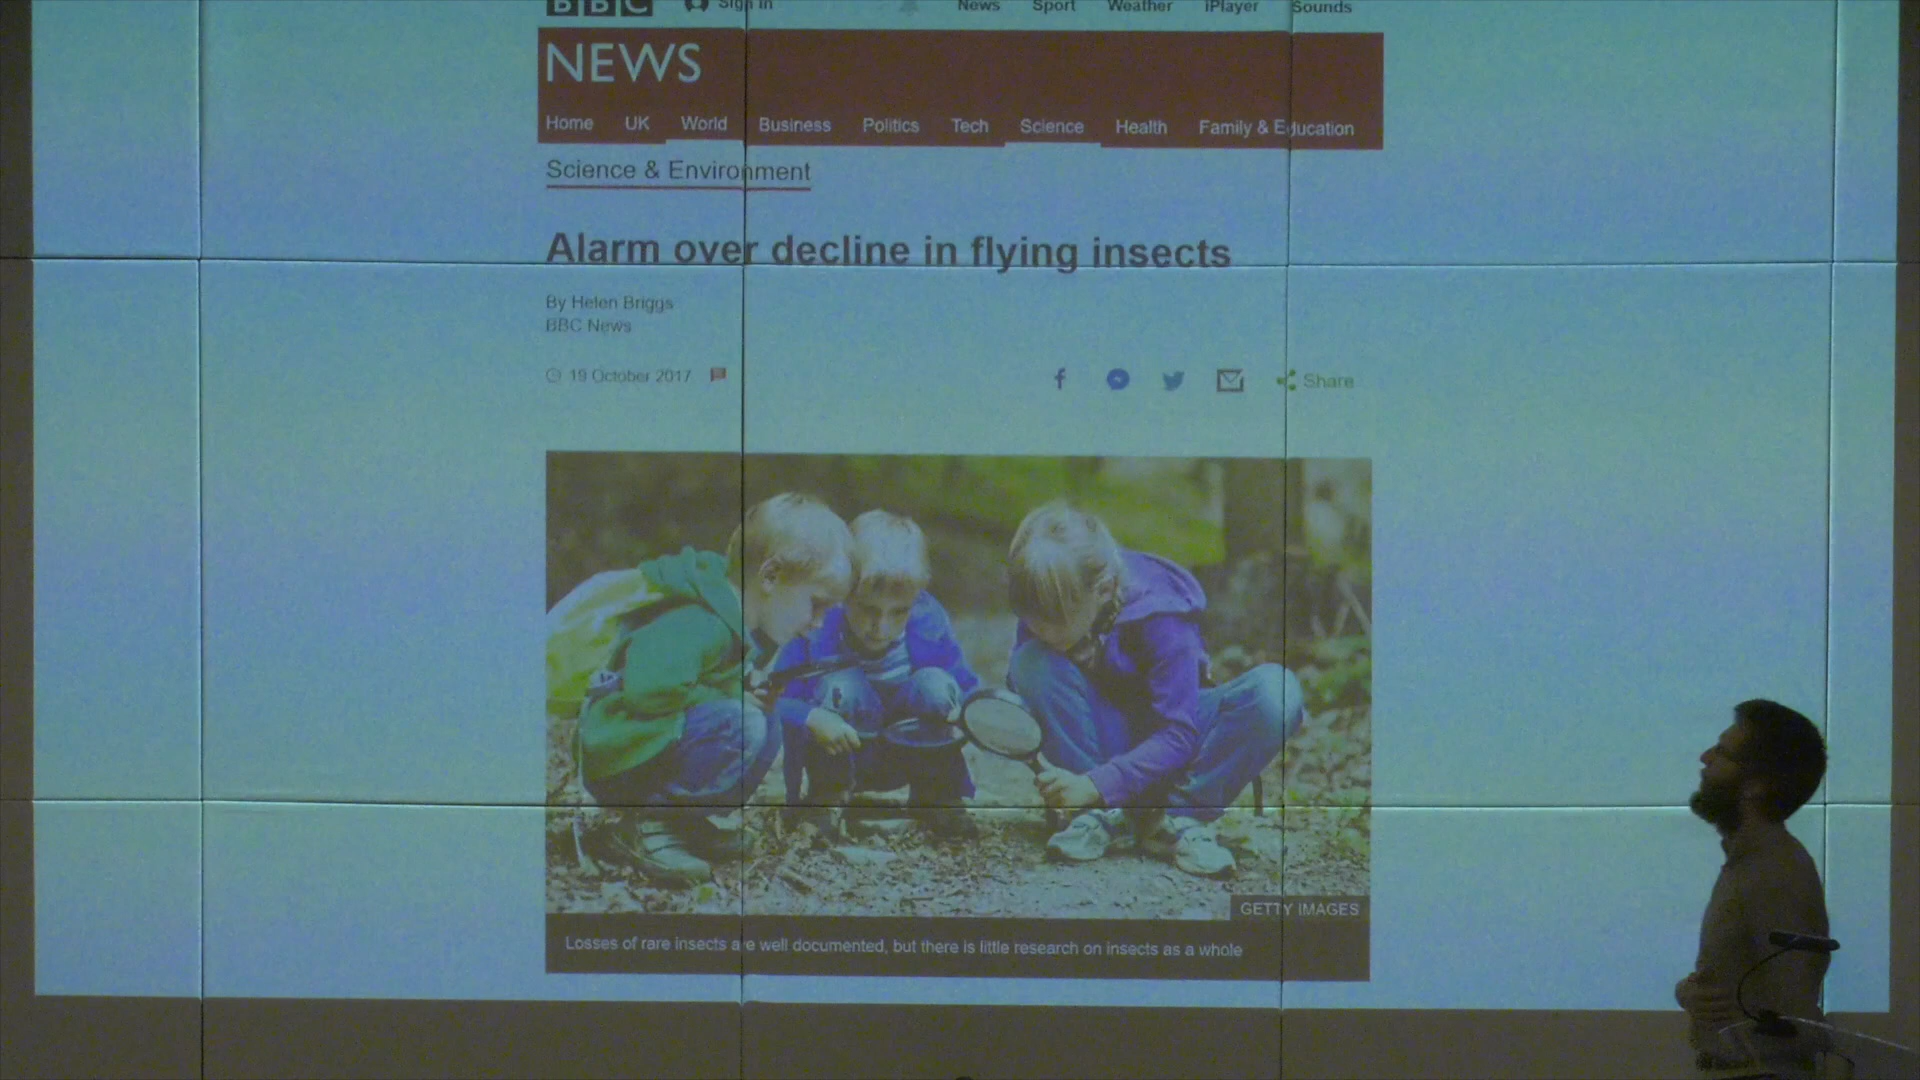 BBC Sign in News Sport Weather iPlayer Sounds
NEWS
Home UK World Business Politics Tech Science Health Family & Education
Science & Environment
Alarm over decline in flying insects
By Helen Briggs
BBC News
19 October 2017
f Share
GETTY IMAGES
Losses of rare insects are well documented, but there is little research on insects as a whole